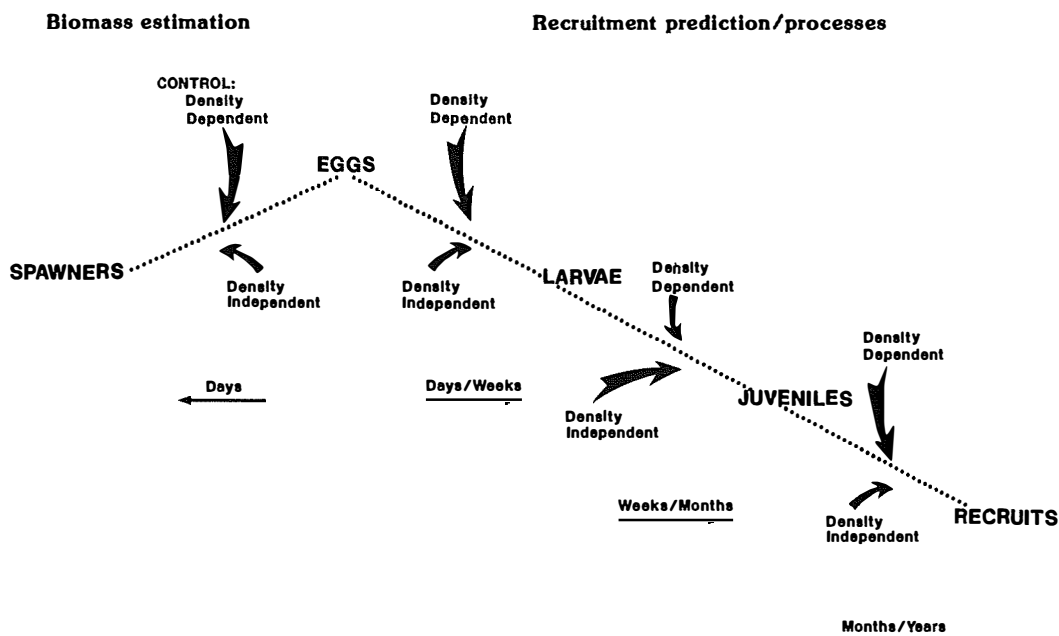 Biomass estimation
Recruitment prediction/processes
CONTROL:
Density
Dependent
Density
Dependent
EGGS
SPAWNERS
Density
Independent
Density
Independent
LARVAE
Density
Dependent
Density
Dependent
Days
Days/Weeks
Density
Independent
JUVENILES
Weeks/Months
Density
Independent
RECRUITS
Months/Years